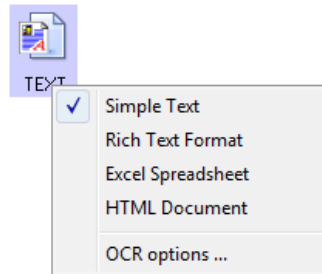 TEXT
Simple Text
Rich Text Format
Excel Spreadsheet
HTML Document
OCR options ...